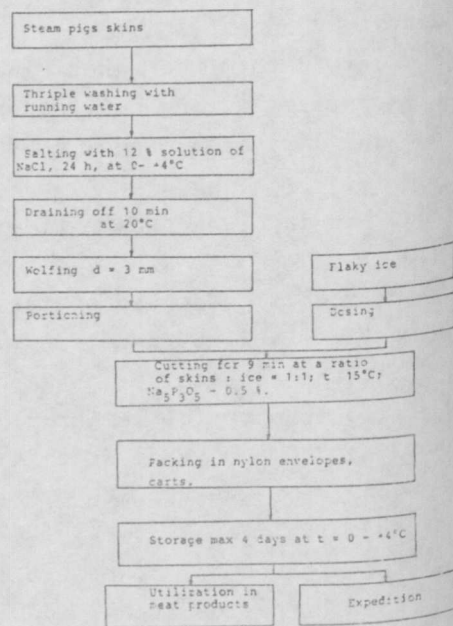 Steam pigs skins
Thriple washing with
running water
Salting with 12 % solution of
NaCl, 24 h, at 0- +4°C
Draining off 10 min
at 20°C
Wolfing d = 3 mm
Portioning
Flaky ice
Dosing
Cutting for 9 min at a ratio
of skins : ice = 1:1; t 15°C;
Na5P3O5 - 0.5 %.
Packing in nylon envelopes,
carts.
Storage max 4 days at t = 0 - +4°C
Utilization in
meat products
Expedition